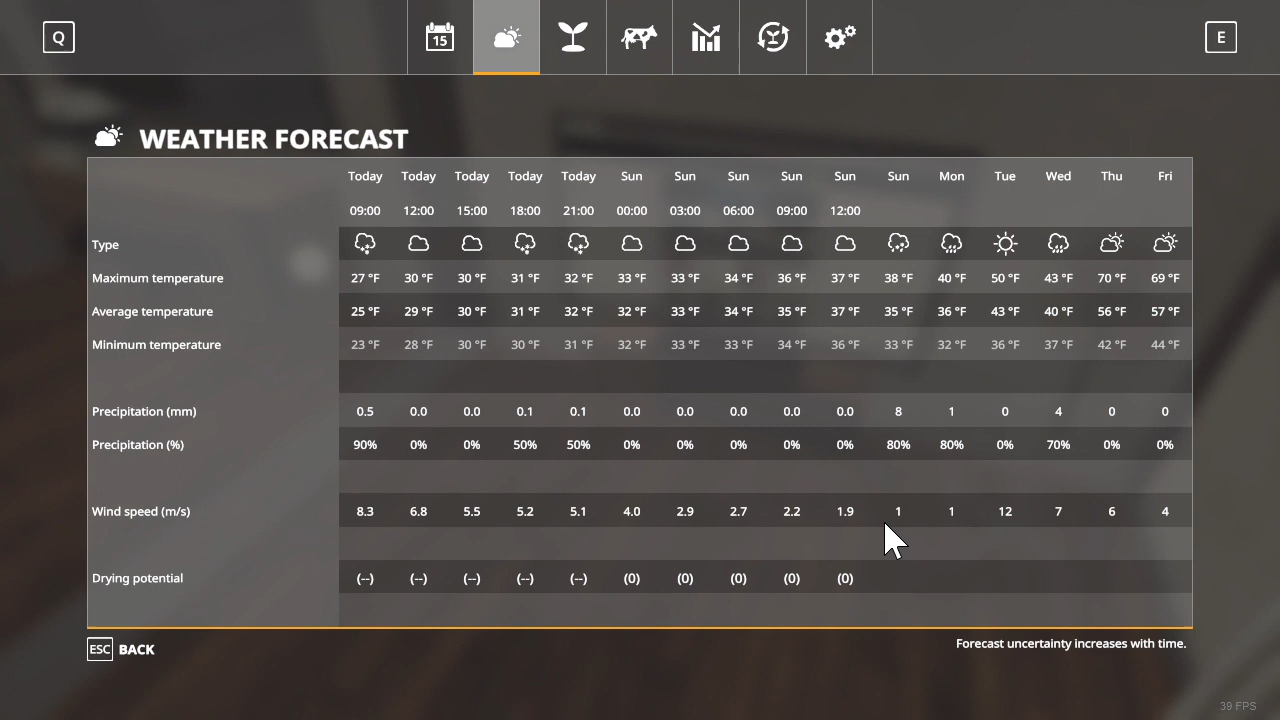 Q
15
E
WEATHER FORECAST
Today Today Today Today Today Sun Sun Sun Sun Sun Sun Mon Tue Wed Thu Fri
09:00 12:00 15:00 18:00 21:00 00:00 03:00 06:00 09:00 12:00
Type
Maximum temperature 27 °F 30 °F 30 °F 31 °F 32 °F 33 °F 33 °F 34 °F 36 °F 37 °F 38 °F 40 °F 50 °F 43 °F 70 °F 69 °F
Average temperature 25 °F 29 °F 30 °F 31 °F 32 °F 32 °F 33 °F 34 °F 35 °F 37 °F 35 °F 36 °F 43 °F 40 °F 56 °F 57 °F
Minimum temperature 23 °F 28 °F 30 °F 30 °F 31 °F 32 °F 33 °F 33 °F 34 °F 36 °F 33 °F 32 °F 36 °F 37 °F 42 °F 44 °F
Precipitation (mm) 0.5 0.0 0.0 0.1 0.1 0.0 0.0 0.0 0.0 0.0 8 1 0 4 0 0
Precipitation (%) 90% 0% 0% 50% 50% 0% 0% 0% 0% 0% 80% 80% 0% 70% 0% 0%
Wind speed (m/s) 8.3 6.8 5.5 5.2 5.1 4.0 2.9 2.7 2.2 1.9 1 1 12 7 6 4
Drying potential (--) (--) (--) (--) (--) (0) (0) (0) (0) (0)
ESC BACK
Forecast uncertainty increases with time.
39 FPS